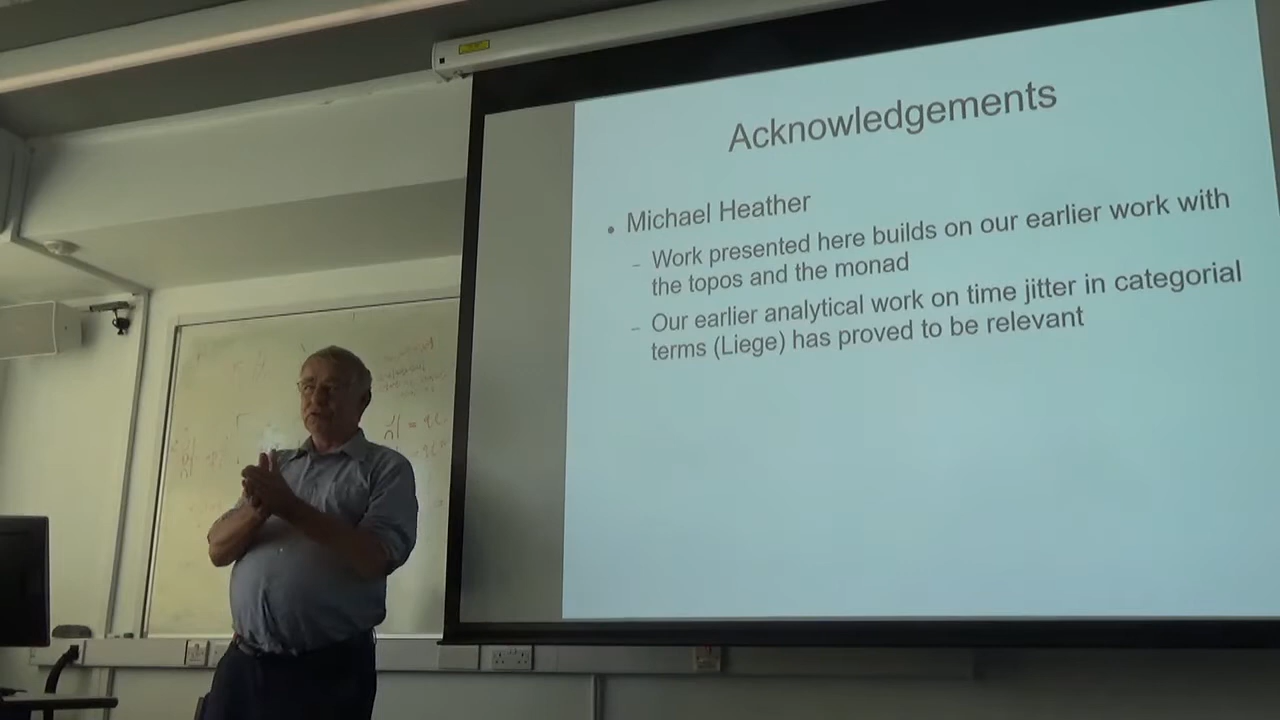 Acknowledgements
• Michael Heather
– Work presented here builds on our earlier work with
the topos and the monad
– Our earlier analytical work on time jitter in categorial
terms (Liege) has proved to be relevant